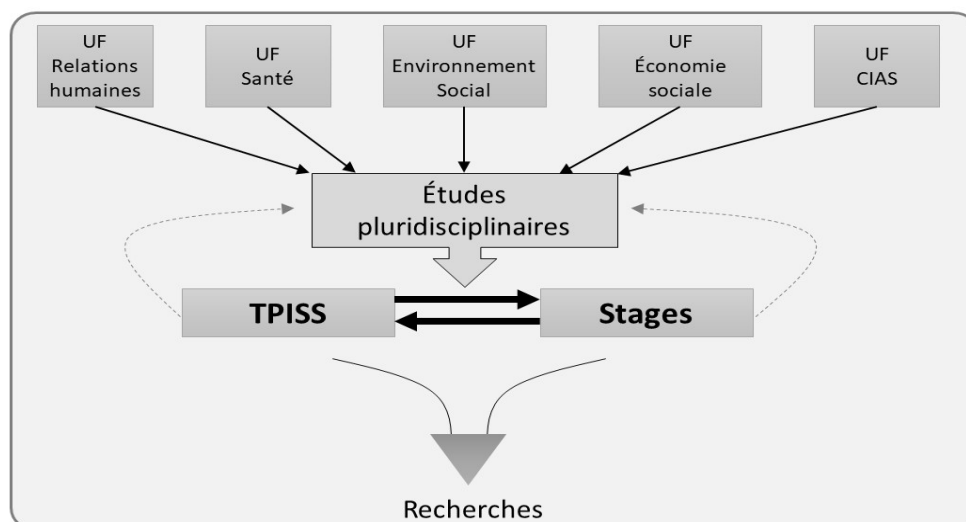 UF
Relations
humaines
UF
Santé
UF
Environnement
Social
UF
Économie
sociale
UF
CIAS
Études
pluridisciplinaires
TPISS
Stages
Recherches